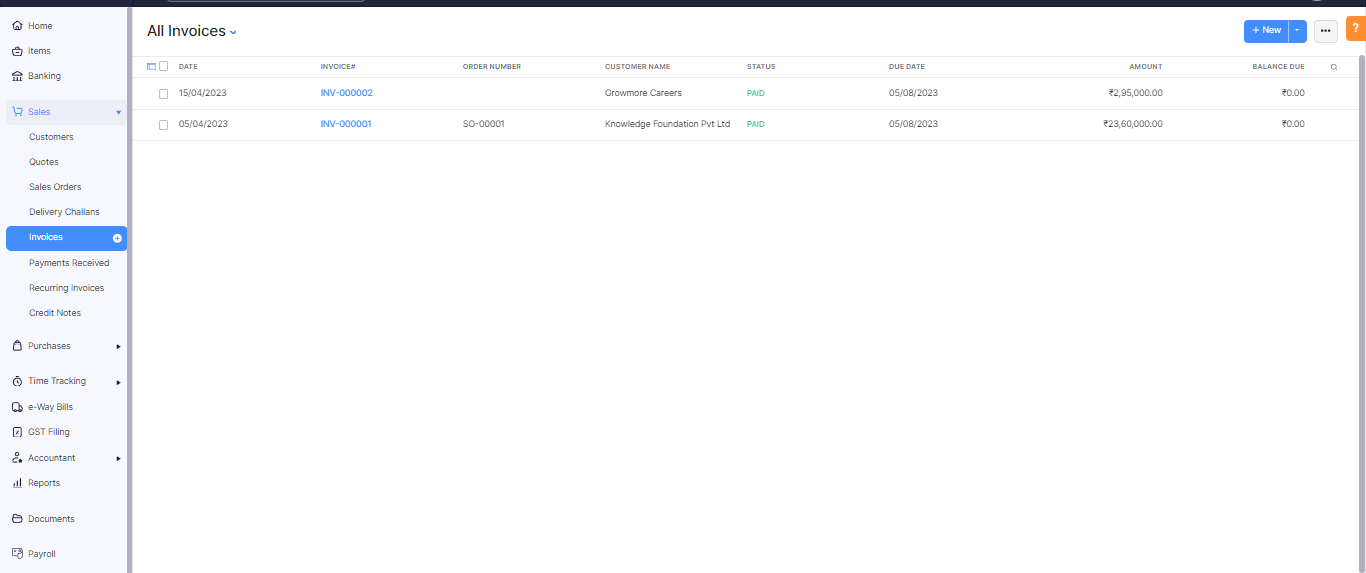 Home
Items
Banking
Sales
Customers
Quotes
Sales Orders
Delivery Challans
Invoices
Payments Received
Recurring Invoices
Credit Notes
Purchases
Time Tracking
e-Way Bills
GST Filing
Accountant
Reports
Documents
Payroll
All Invoices
+ New
?
DATE INVOICE# ORDER NUMBER CUSTOMER NAME STATUS DUE DATE AMOUNT BALANCE DUE
15/04/2023 INV-000002 Growmore Careers PAID 05/08/2023 ₹2,95,000.00 ₹0.00
05/04/2023 INV-000001 SO-00001 Knowledge Foundation Pvt Ltd PAID 05/08/2023 ₹23,60,000.00 ₹0.00